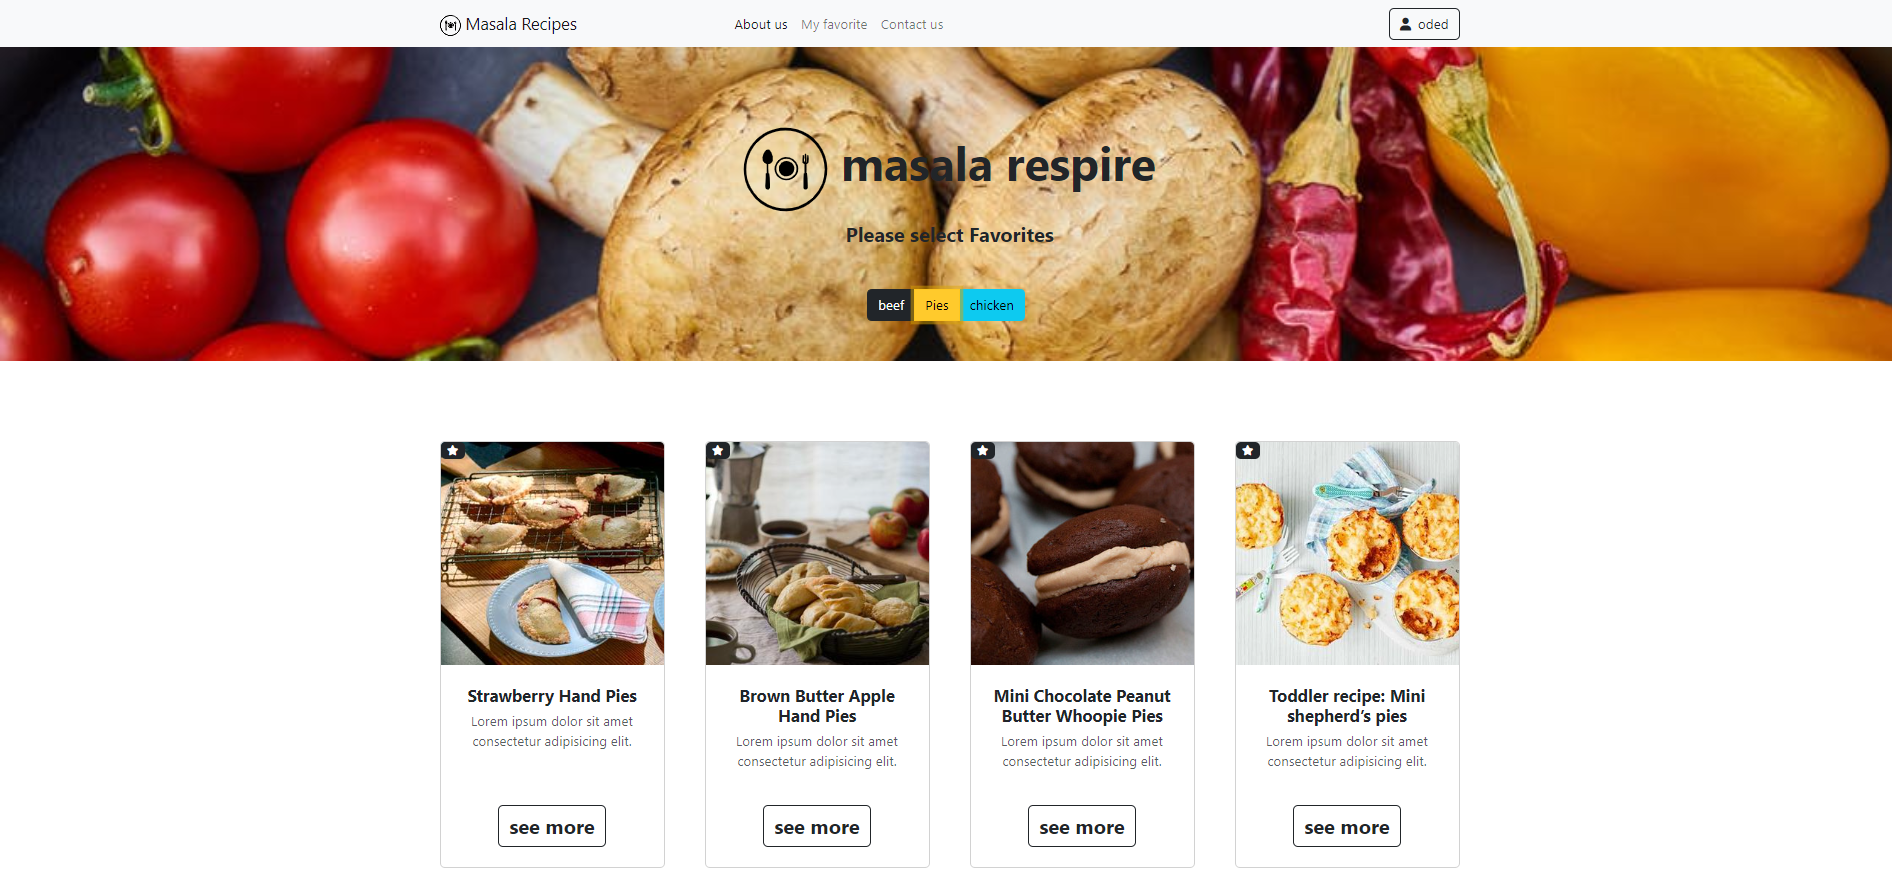 Masala Recipes
About us
My favorite
Contact us
oded
masala respire
Please select Favorites
beef
Pies
chicken
Strawberry Hand Pies
Lorem ipsum dolor sit amet
consectetur adipisicing elit.
see more
Brown Butter Apple
Hand Pies
Lorem ipsum dolor sit amet
consectetur adipisicing elit.
see more
Mini Chocolate Peanut
Butter Whoopie Pies
Lorem ipsum dolor sit amet
consectetur adipisicing elit.
see more
Toddler recipe: Mini
shepherd’s pies
Lorem ipsum dolor sit amet
consectetur adipisicing elit.
see more